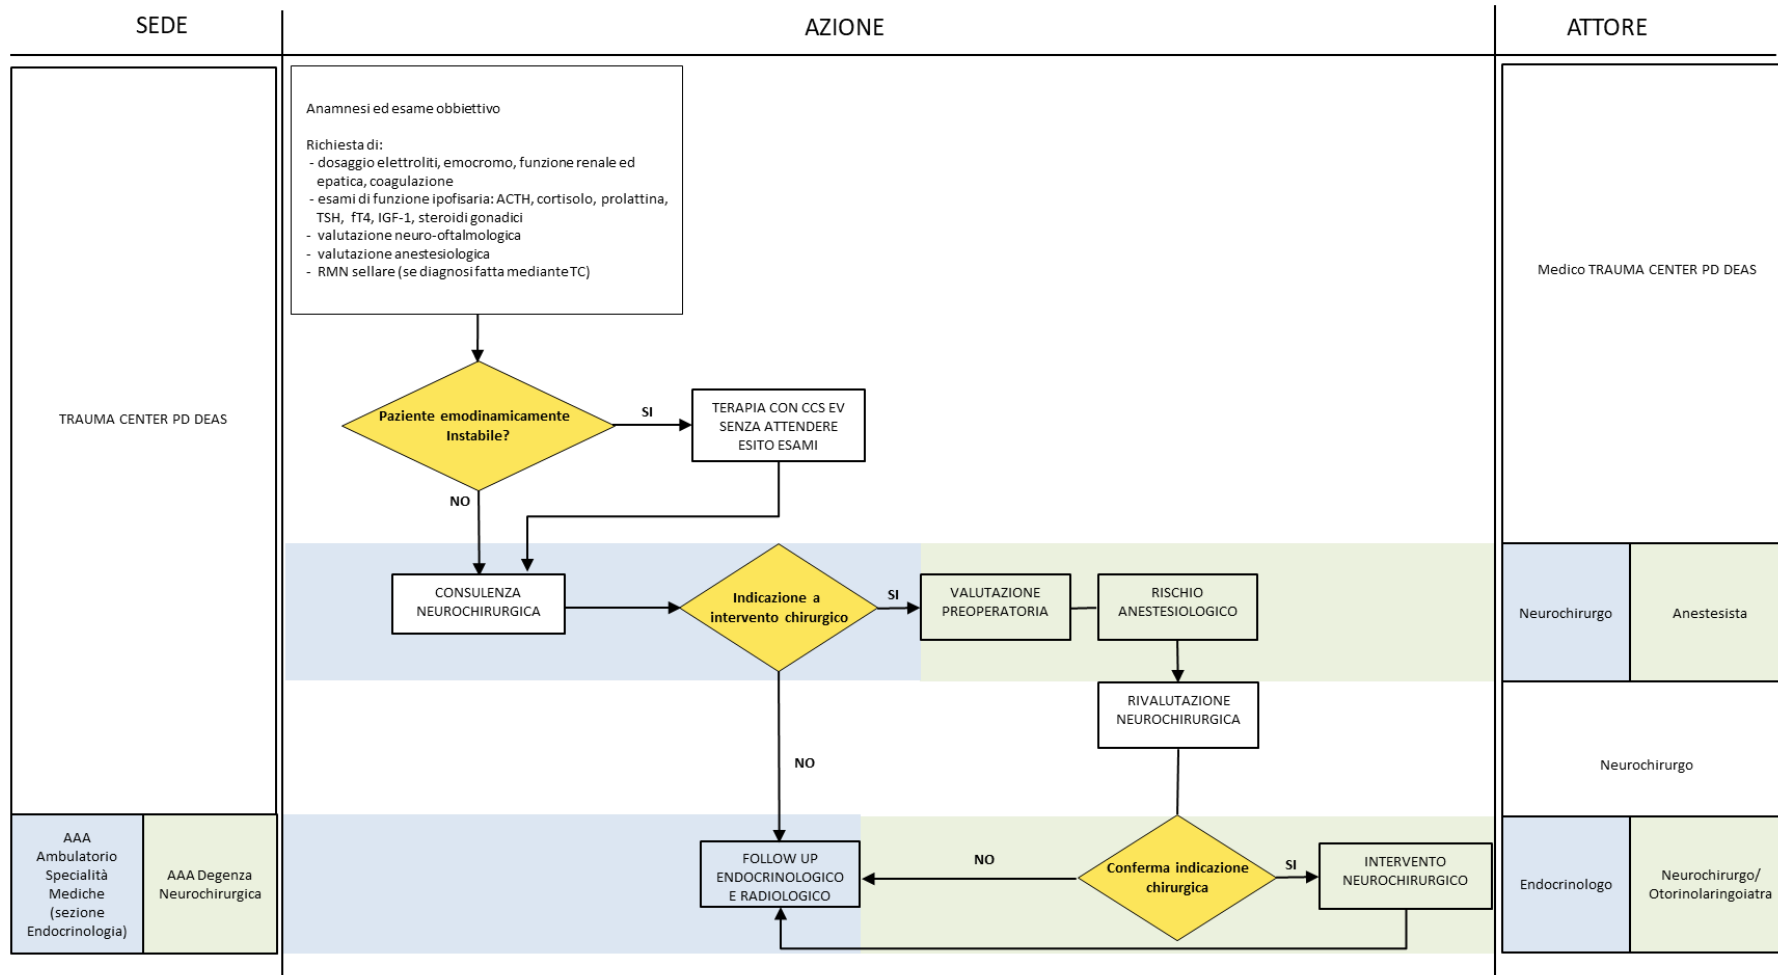 SEDE
AZIONE
ATTORE
Anamnesi ed esame obbiettivo
Richiesta di:
- dosaggio elettroliti, emocromo, funzione renale ed
epatica, coagulazione
- esami di funzione ipofisaria: ACTH, cortisolo, prolattina,
TSH, fT4, IGF-1, steroidi gonadici
- valutazione neuro-oftalmologica
- valutazione anestesiologica
- RMN sellare (se diagnosi fatta mediante TC)
TRAUMA CENTER PD DEAS
Medico TRAUMA CENTER PD DEAS
Paziente emodinamicamente
Instabile?
SI
TERAPIA CON CCS EV
SENZA ATTENDERE
ESITO ESAMI
NO
CONSULENZA
NEUROCHIRURGICA
Indicazione a
intervento chirurgico
SI
VALUTAZIONE
PREOPERATORIA
RISCHIO
ANESTESIOLOGICO
Neurochirurgo
Anestesista
RIVALUTAZIONE
NEUROCHIRURGICA
NO
Neurochirurgo
AAA
Ambulatorio
Specialità
Mediche
(sezione
Endocrinologia)
AAA Degenza
Neurochirurgica
FOLLOW UP
ENDOCRINOLOGICO
E RADIOLOGICO
NO
Conferma indicazione
chirurgica
SI
INTERVENTO
NEUROCHIRURGICO
Endocrinologo
Neurochirurgo/
Otorinolaringoiatra